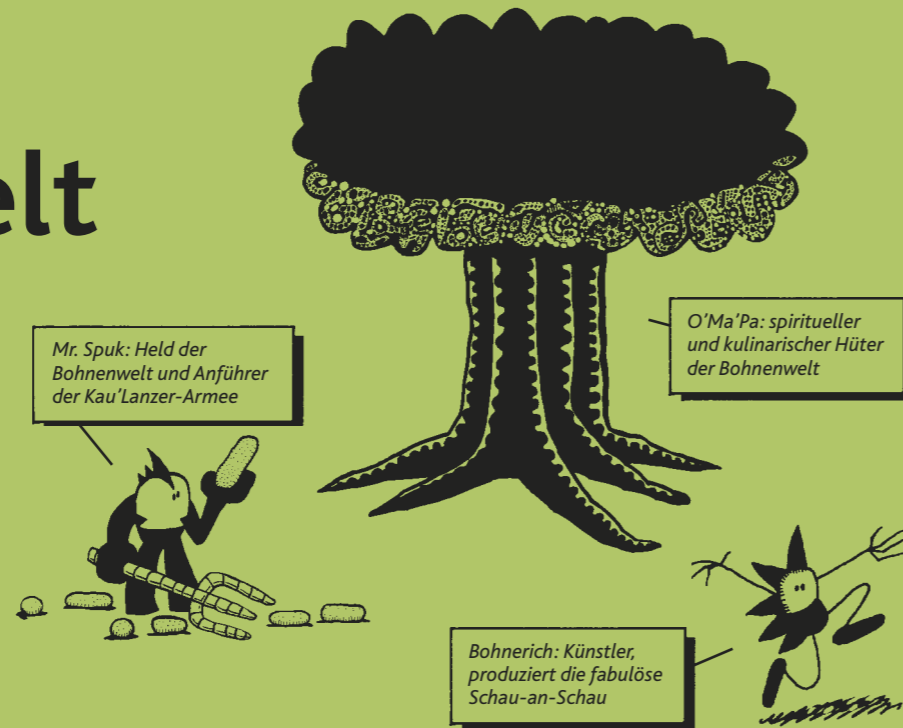 elt
Mr. Spuk: Held der
Bohnenwelt und Anführer
der Kau'Lanzer-Armee
O'Ma'Pa: spiritueller
und kulinarischer Hüter
der Bohnenwelt
Bohnerich: Künstler,
produziert die fabulöse
Schau-an-Schau